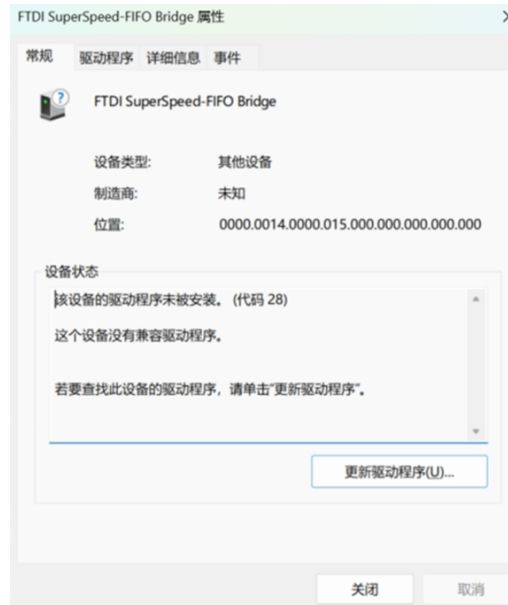 FTDI SuperSpeed-FIFO Bridge 属性
常规 驱动程序 详细信息 事件
FTDI SuperSpeed-FIFO Bridge
设备类型: 其他设备
制造商: 未知
位置: 0000.0014.0000.015.000.000.000.000.000
设备状态
该设备的驱动程序未被安装。 (代码 28)
这个设备没有兼容驱动程序。
若要查找此设备的驱动程序，请单击"更新驱动程序"。
更新驱动程序(U)...
关闭 取消